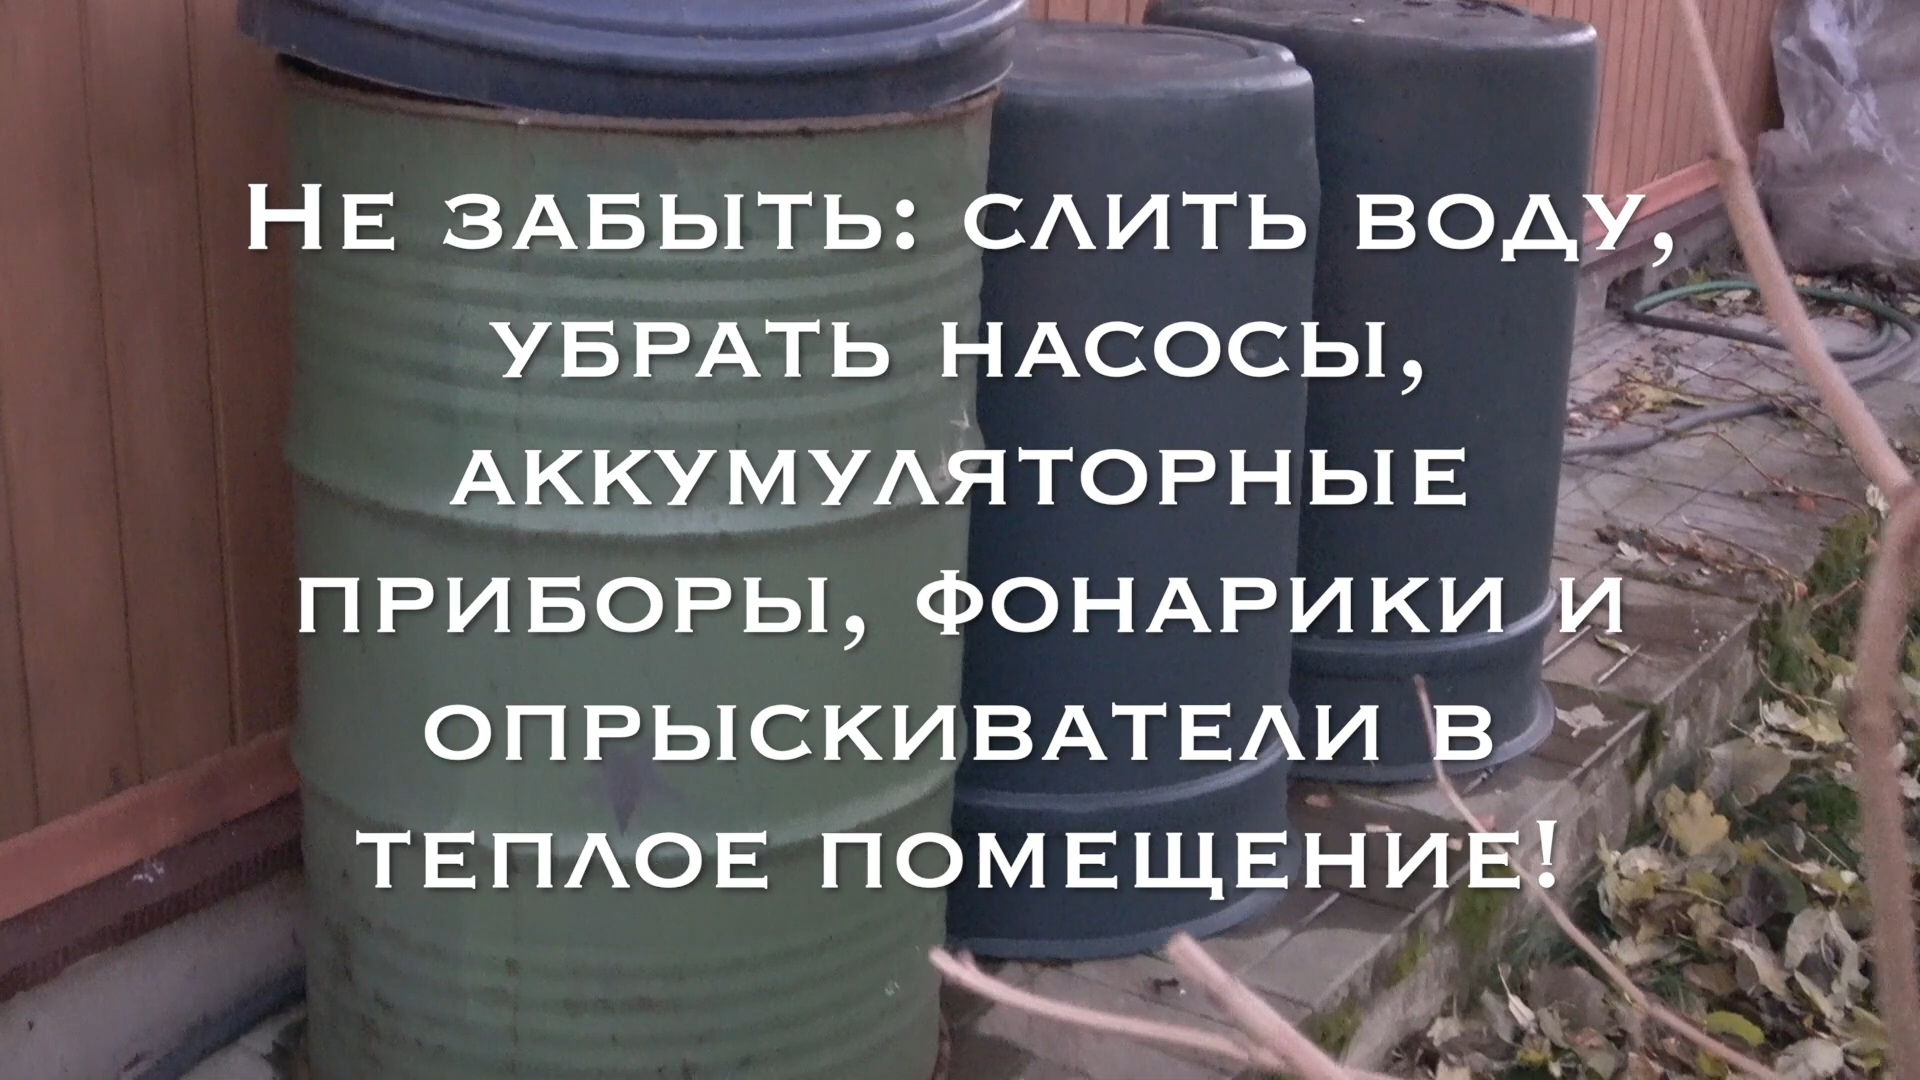 Не забыть: слить воду,
убрать насосы,
аккумуляторные
приборы, фонарики и
опрыскиватели в
теплое помещение!